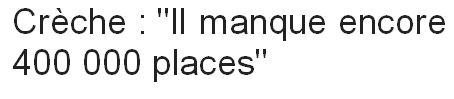 Crèche : "Il manque encore
400 000 places"